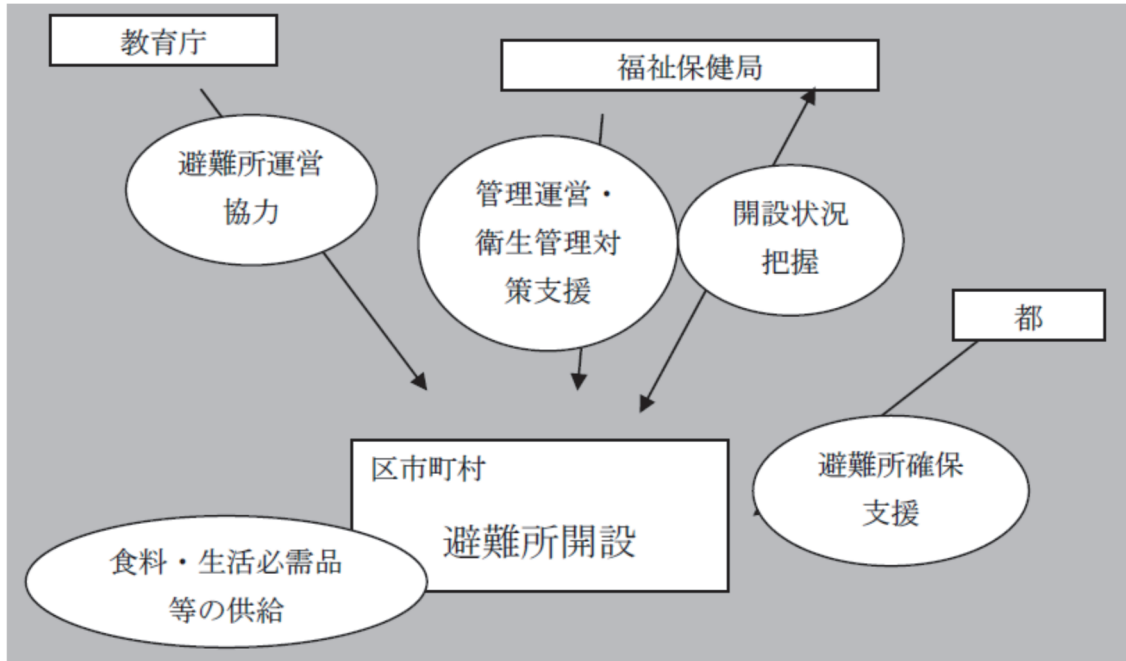 教育庁
福祉保健局
避難所運営
協力
管理運営・
衛生管理対
策支援
開設状況
把握
都
避難所確保
支援
区市町村
避難所開設
食料・生活必需品
等の供給